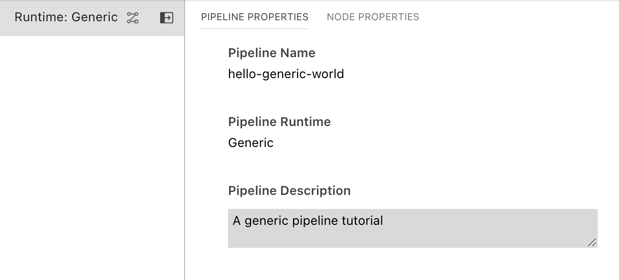 Runtime: Generic
PIPELINE PROPERTIES
NODE PROPERTIES
Pipeline Name
hello-generic-world
Pipeline Runtime
Generic
Pipeline Description
A generic pipeline tutorial